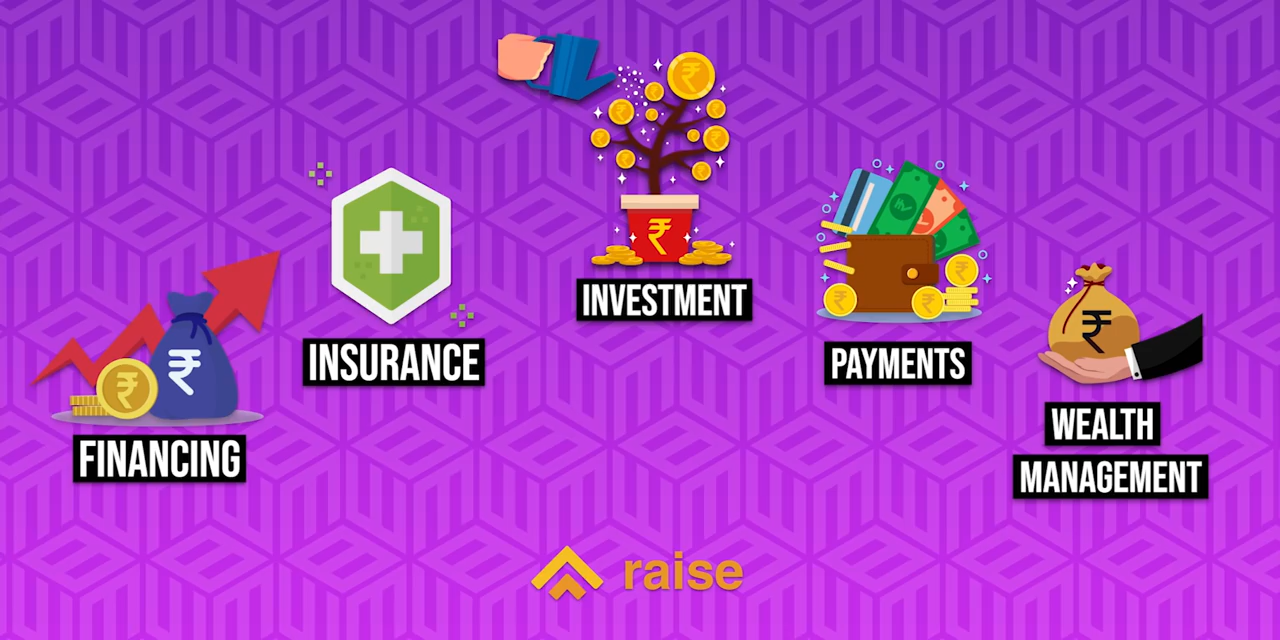 INVESTMENT
INSURANCE
PAYMENTS
FINANCING
WEALTH
MANAGEMENT
raise